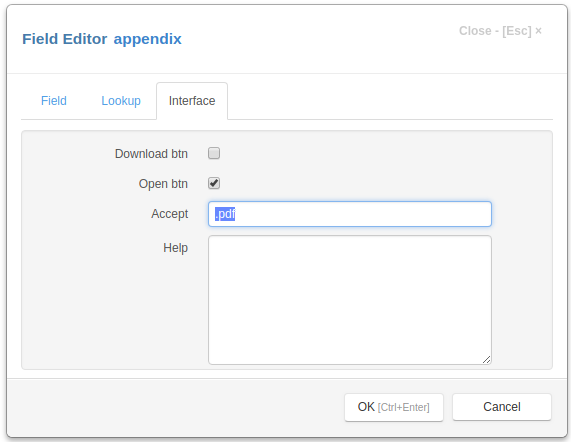 Field Editor appendix
Close - [Esc] ×
Field Lookup Interface
Download btn
Open btn
Accept .pdf
Help
OK [Ctrl+Enter] Cancel